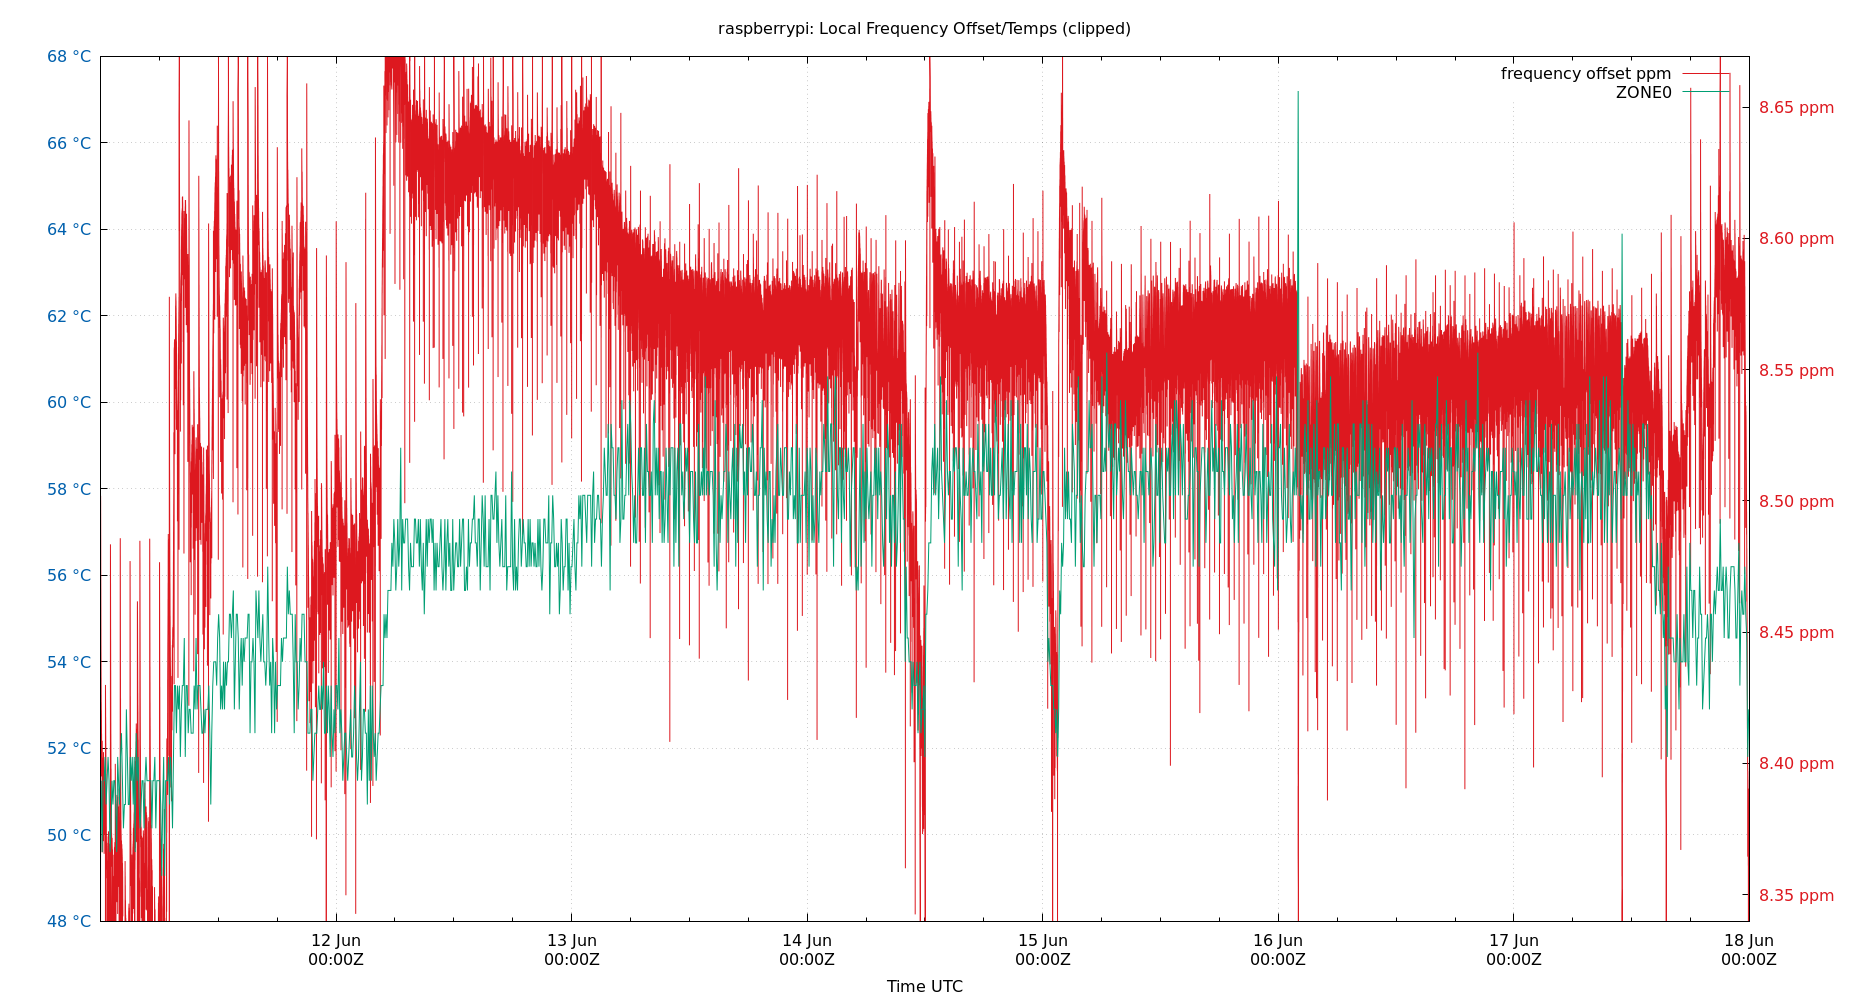 raspberrypi: Local Frequency Offset/Temps (clipped)
68 °C
66 °C
64 °C
62 °C
60 °C
58 °C
56 °C
54 °C
52 °C
50 °C
48 °C
frequency offset ppm
ZONE0
8.65 ppm
8.60 ppm
8.55 ppm
8.50 ppm
8.45 ppm
8.40 ppm
8.35 ppm
12 Jun 13 Jun 14 Jun 15 Jun 16 Jun 17 Jun 18 Jun
00:00Z 00:00Z 00:00Z 00:00Z 00:00Z 00:00Z 00:00Z
Time UTC